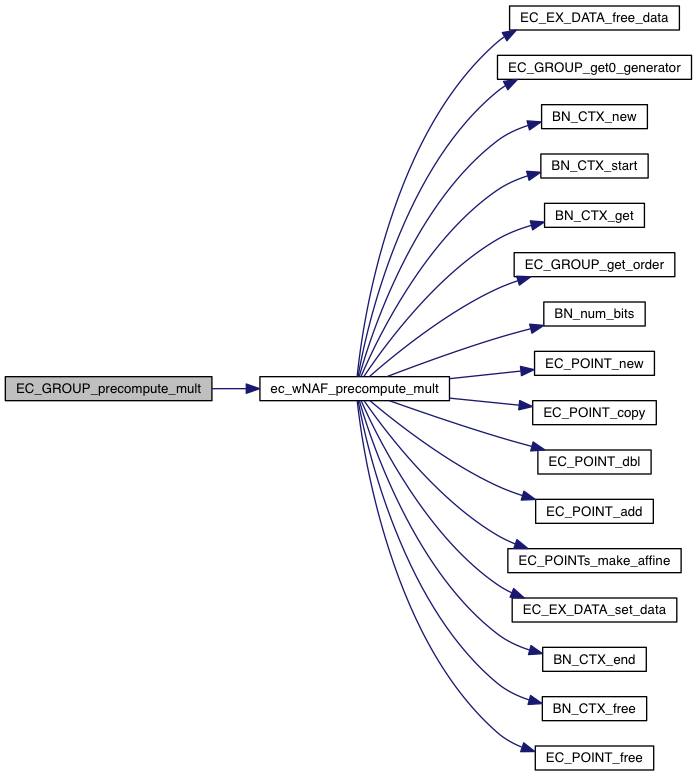 EC_GROUP_precompute_mult
ec_wNAF_precompute_mult
EC_EX_DATA_free_data
EC_GROUP_get0_generator
BN_CTX_new
BN_CTX_start
BN_CTX_get
EC_GROUP_get_order
BN_num_bits
EC_POINT_new
EC_POINT_copy
EC_POINT_dbl
EC_POINT_add
EC_POINTs_make_affine
EC_EX_DATA_set_data
BN_CTX_end
BN_CTX_free
EC_POINT_free